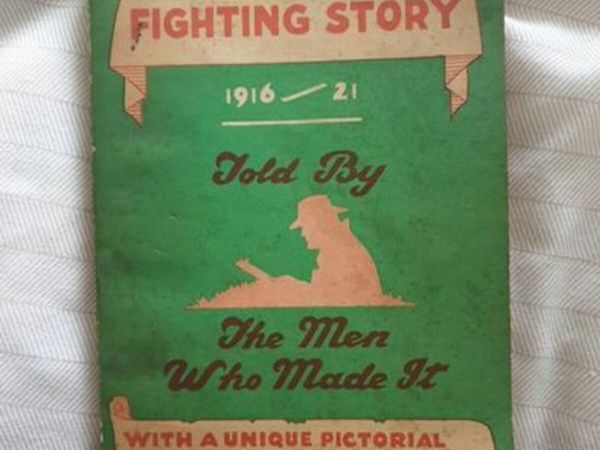 FIGHTING STORY
1916 — 21
Told By
The Men
Who Made It
WITH A UNIQUE PICTORIAL